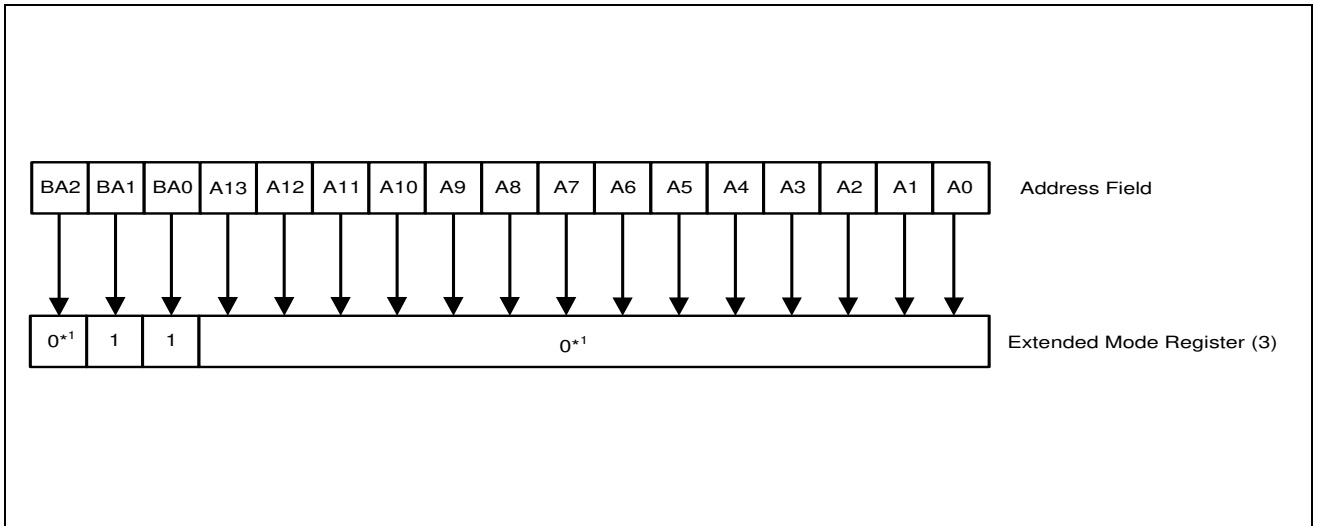 BA2 BA1 BA0 A13 A12 A11 A10 A9 A8 A7 A6 A5 A4 A3 A2 A1 A0 Address Field
0*1 1 1 0*1 Extended Mode Register (3)